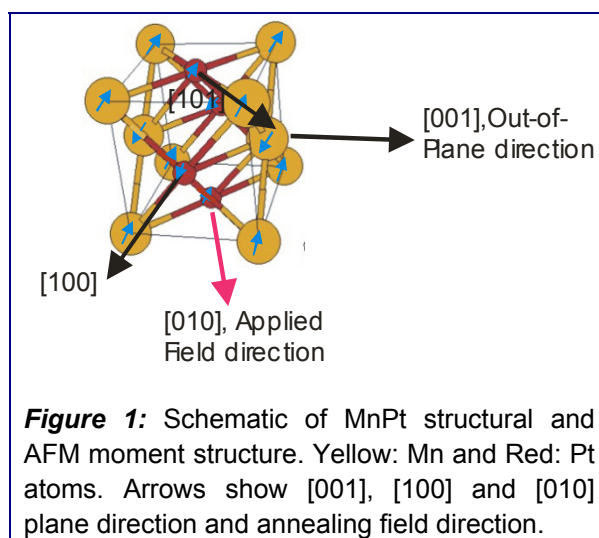 [101]
[001],Out-of-
Plane direction
[100]
[010], Applied
Field direction
Figure 1: Schematic of MnPt structural and
AFM moment structure. Yellow: Mn and Red: Pt
atoms. Arrows show [001], [100] and [010]
plane direction and annealing field direction.